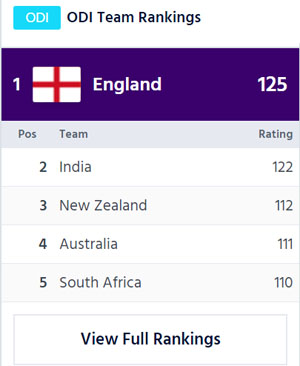 ODI ODI Team Rankings
1 England 125
Pos Team Rating
2 India 122
3 New Zealand 112
4 Australia 111
5 South Africa 110
View Full Rankings